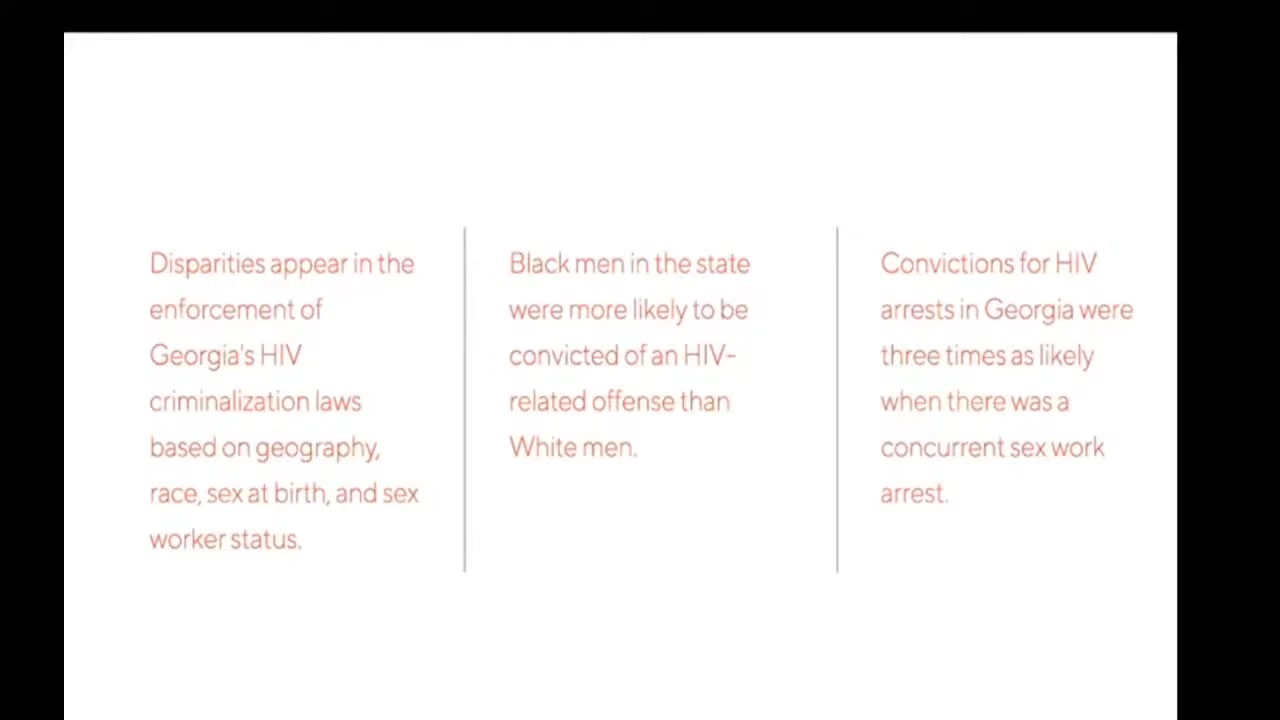 Disparities appear in the
enforcement of
Georgia's HIV
criminalization laws
based on geography,
race, sex at birth, and sex
worker status.
Black men in the state
were more likely to be
convicted of an HIV-
related offense than
White men.
Convictions for HIV
arrests in Georgia were
three times as likely
when there was a
concurrent sex work
arrest.